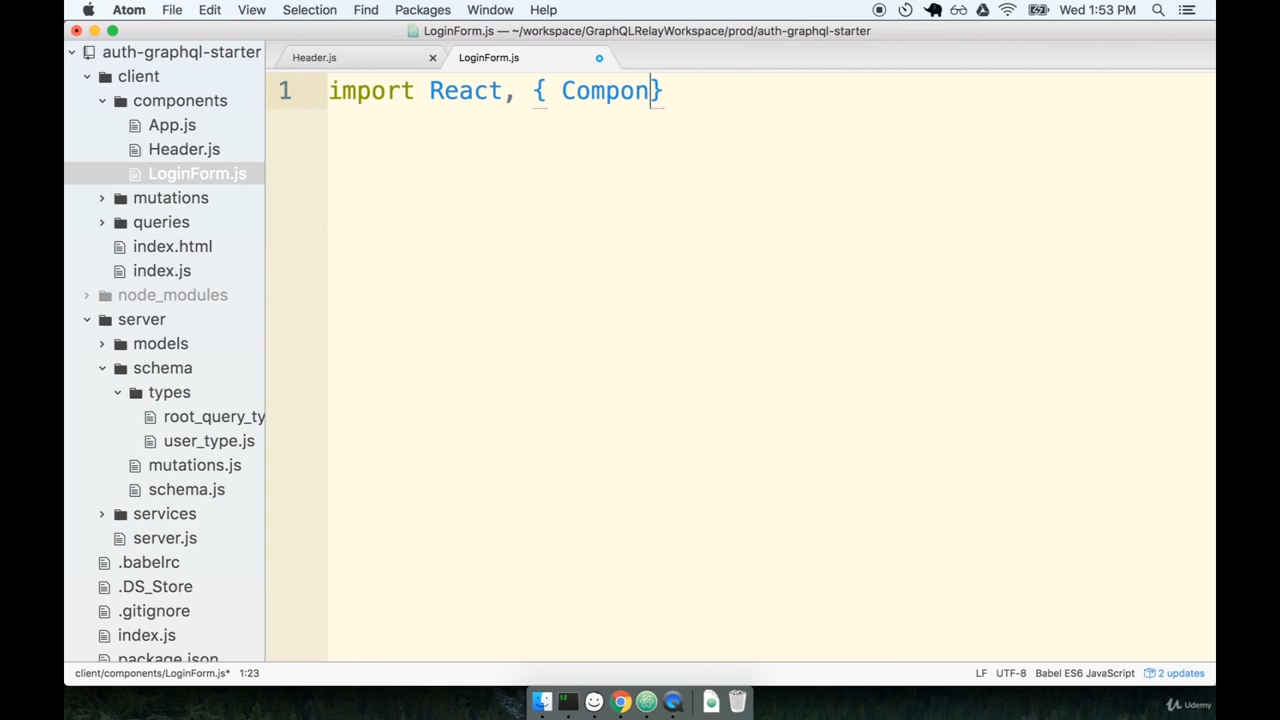 Atom File Edit View Selection Find Packages Window Help Wed 1:53 PM
LoginForm.js — ~/workspace/GraphQLRelayWorkspace/prod/auth-graphql-starter
auth-graphql-starter
Header.js
LoginForm.js
client
components
App.js
Header.js
LoginForm.js
mutations
queries
index.html
index.js
node_modules
server
models
schema
types
root_query_ty
user_type.js
mutations.js
schema.js
services
server.js
.babelrc
.DS_Store
.gitignore
index.js
package.json
1 import React, { Compon}
client/components/LoginForm.js* 1:23 LF UTF-8 Babel ES6 JavaScript 2 updates
Udemy